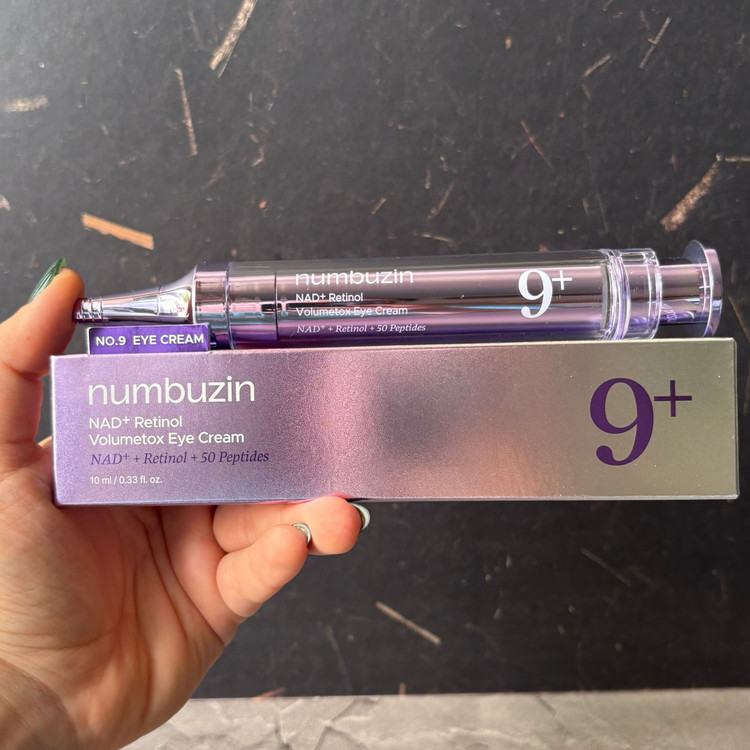 numbuzin
NAD+ Retinol
Volumetox Eye Cream
NAD+ + Retinol + 50 Peptides
9+
NO.9 EYE CREAM
numbuzin
NAD+ Retinol
Volumetox Eye Cream
NAD+ + Retinol + 50 Peptides
10 ml / 0.33 fl. oz.
9+